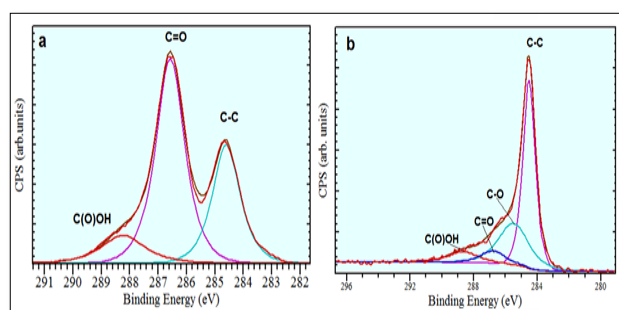 a
C=O
C-C
C(O)OH
CPS (arb.units)
291 290 289 288 287 286 285 284 283 282
Binding Energy (eV)
b
C-C
C-O
C=O
C(O)OH
CPS (arb.units)
296 292 288 284 280
Binding Energy (eV)